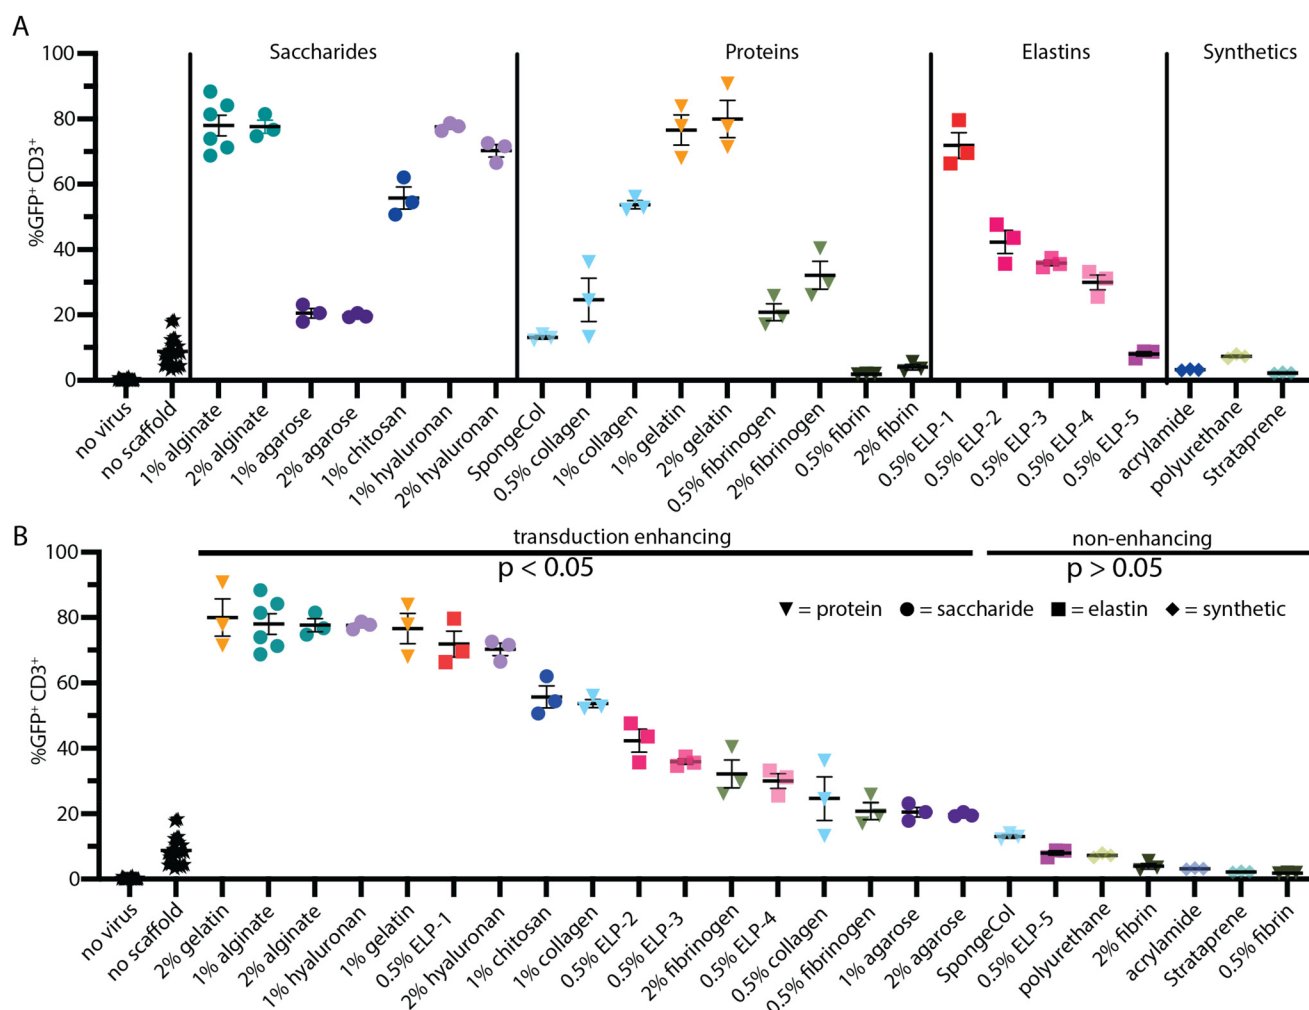 A
Saccharides
Proteins
Elastins
Synthetics
%GFP+ CD3+
100
80
60
40
20
0
no virus
no scaffold
1% alginate
2% alginate
1% agarose
2% agarose
1% chitosan
1% hyaluronan
2% hyaluronan
SpongeCol
0.5% collagen
1% collagen
1% gelatin
2% gelatin
0.5% fibrinogen
2% fibrinogen
0.5% fibrin
2% fibrin
0.5% ELP-1
0.5% ELP-2
0.5% ELP-3
0.5% ELP-4
0.5% ELP-5
acrylamide
polyurethane
Strataprene
B
transduction enhancing
non-enhancing
p < 0.05
p > 0.05
= protein
= saccharide
= elastin
= synthetic
%GFP+ CD3+
100
80
60
40
20
0
no virus
no scaffold
2% gelatin
1% alginate
2% alginate
1% hyaluronan
1% gelatin
0.5% ELP-1
2% hyaluronan
1% chitosan
1% collagen
0.5% ELP-2
0.5% ELP-3
2% fibrinogen
0.5% ELP-4
0.5% collagen
0.5% fibrinogen
1% agarose
2% agarose
SpongeCol
0.5% ELP-5
polyurethane
2% fibrin
acrylamide
Strataprene
0.5% fibrin